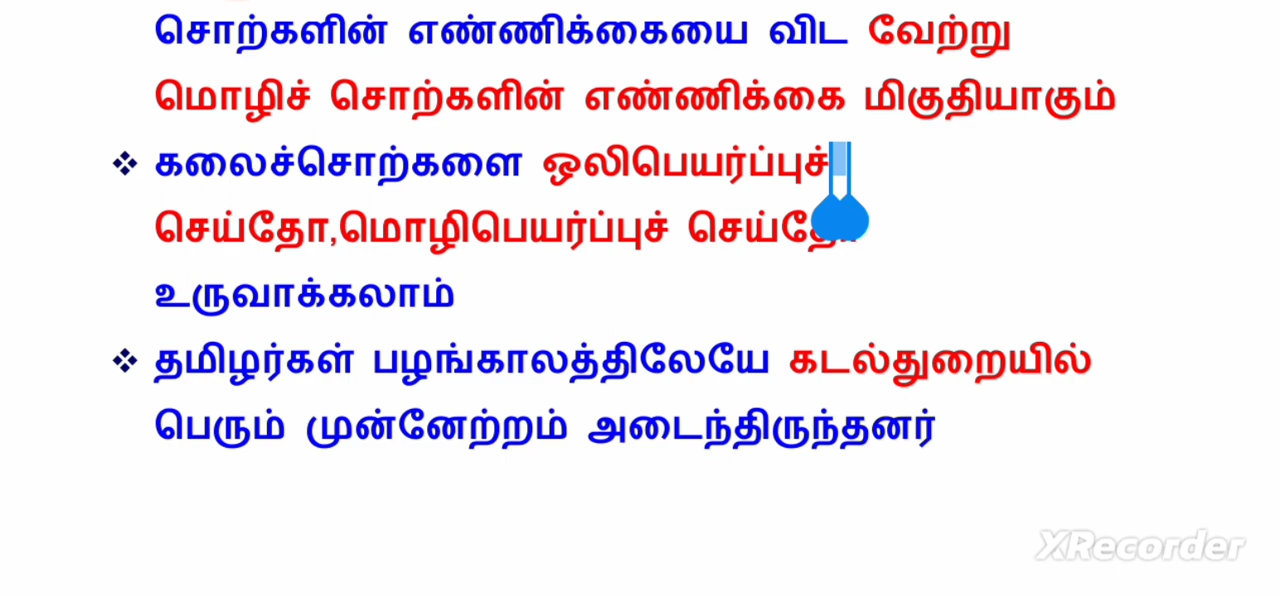 சொற்களின் எண்ணிக்கையை விட வேற்று
மொழிச் சொற்களின் எண்ணிக்கை மிகுதியாகும்
❖ கலைச்சொற்களை ஒலிபெயர்ப்புச்
செய்தோ,மொழிபெயர்ப்புச் செய்தோ
உருவாக்கலாம்
❖ தமிழர்கள் பழங்காலத்திலேயே கடல்துறையில்
பெரும் முன்னேற்றம் அடைந்திருந்தனர்
XRecorder